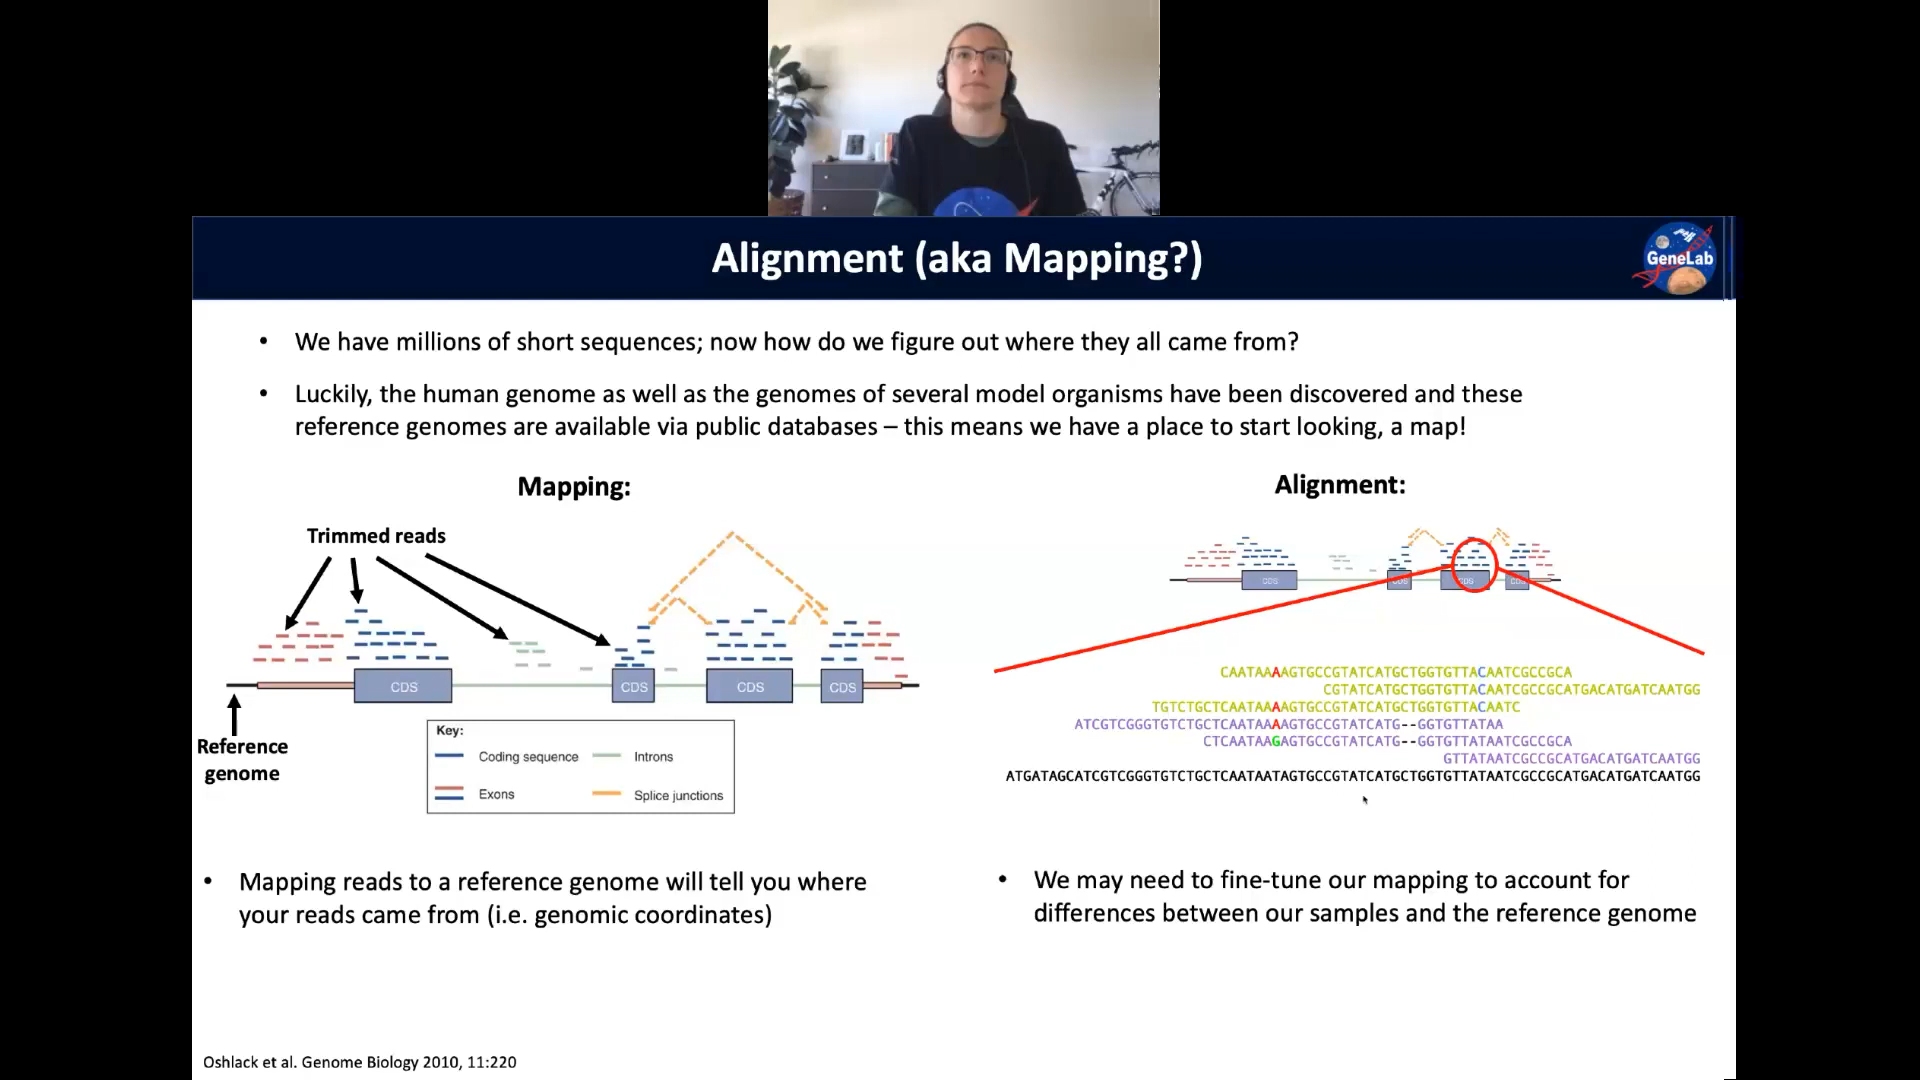 Alignment (aka Mapping?)
GeneLab
• We have millions of short sequences; now how do we figure out where they all came from?
• Luckily, the human genome as well as the genomes of several model organisms have been discovered and these
reference genomes are available via public databases – this means we have a place to start looking, a map!
Mapping:
Trimmed reads
CDS
CDS
CDS
CDS
Reference
genome
Key:
Coding sequence
Introns
Exons
Splice junctions
• Mapping reads to a reference genome will tell you where
your reads came from (i.e. genomic coordinates)
Alignment:
CDS
CDS
CDS
CDS
CAATAAAAGTGCCGTATCATGCTGGTGTTACAATCGCCGCA
CGTATCATGCTGGTGTTACAATCGCCGCATGACATGATCAATGG
TGTCTGCTCAATAAAAGTGCCGTATCATGCTGGTGTTACAATC
ATCGTCGGGTGTCTGCTCAATAAAAGTGCCGTATCATG--GGTGTTATAA
CTCAATAAGAGTGCCGTATCATG--GGTGTTATAATCGCCGCA
GTTATAATCGCCGCATGACATGATCAATGG
ATGATAGCATCGTCGGGTGTCTGCTCAATAATAGTGCCGTATCATGCTGGTGTTATAATCGCCGCATGACATGATCAATGG
• We may need to fine-tune our mapping to account for
differences between our samples and the reference genome
Oshlack et al. Genome Biology 2010, 11:220